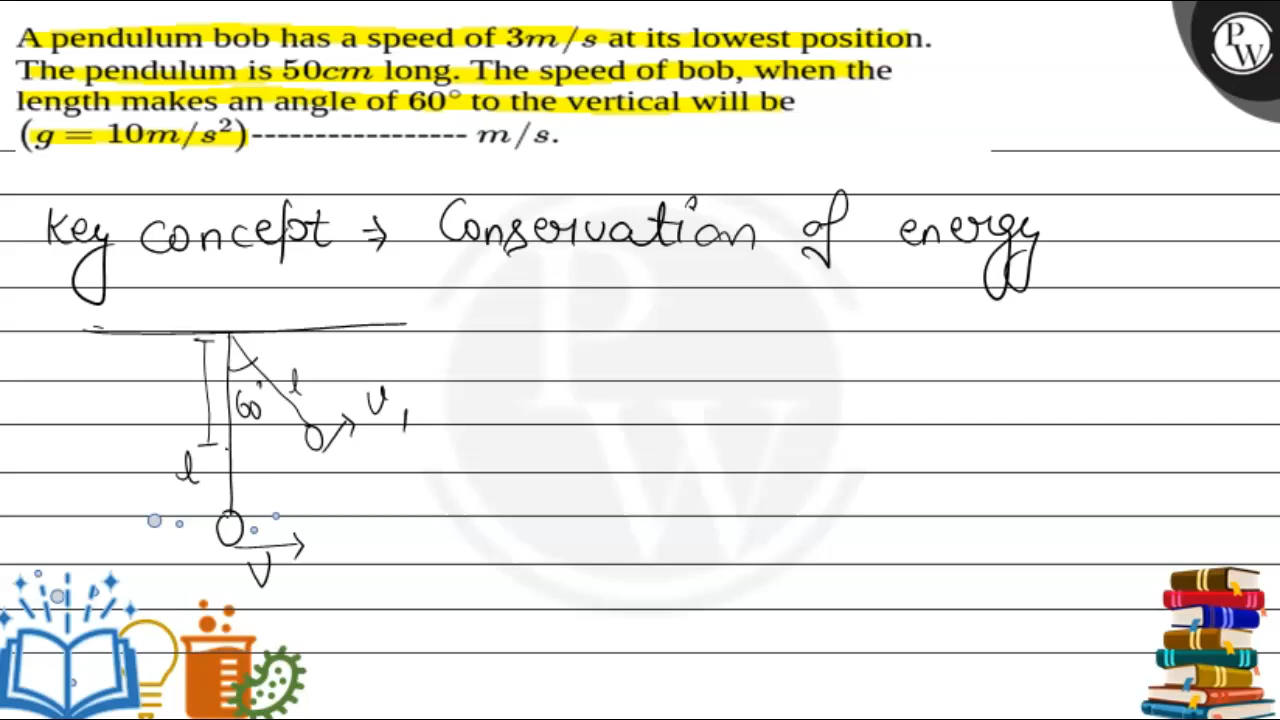 A pendulum bob has a speed of 3m/s at its lowest position.
The pendulum is 50cm long. The speed of bob, when the
length makes an angle of 60° to the vertical will be
(g = 10m/s²)----------------- m/s.
Key concept → Conservation of energy
l
60°
v₁
l
V
PW
PW